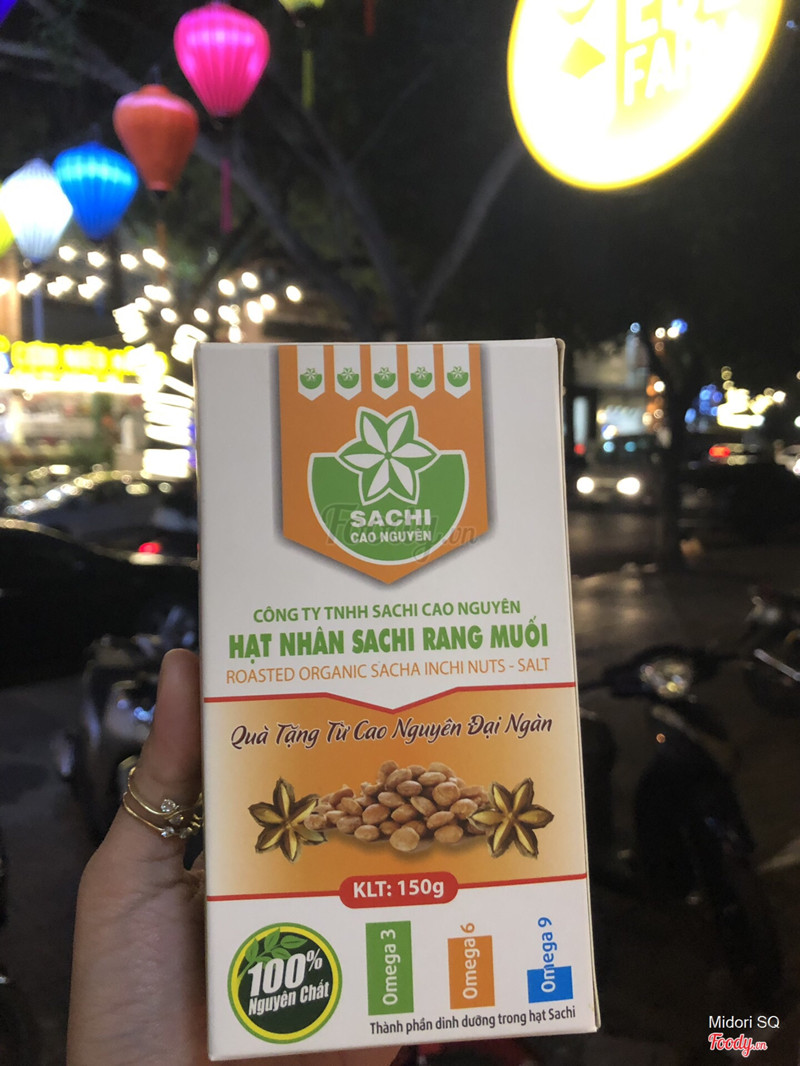 SACHI
CAO NGUYÊN
CÔNG TY TNHH SACHI CAO NGUYÊN
HẠT NHÂN SACHI RANG MUỐI
ROASTED ORGANIC SACHA INCHI NUTS - SALT
Quà Tặng Từ Cao Nguyên Đại Ngàn
KLT: 150g
100%
Nguyên Chất
Omega 3
Omega 6
Omega 9
Thành phần dinh dưỡng trong hạt Sachi
Midori SQ
Foody.vn